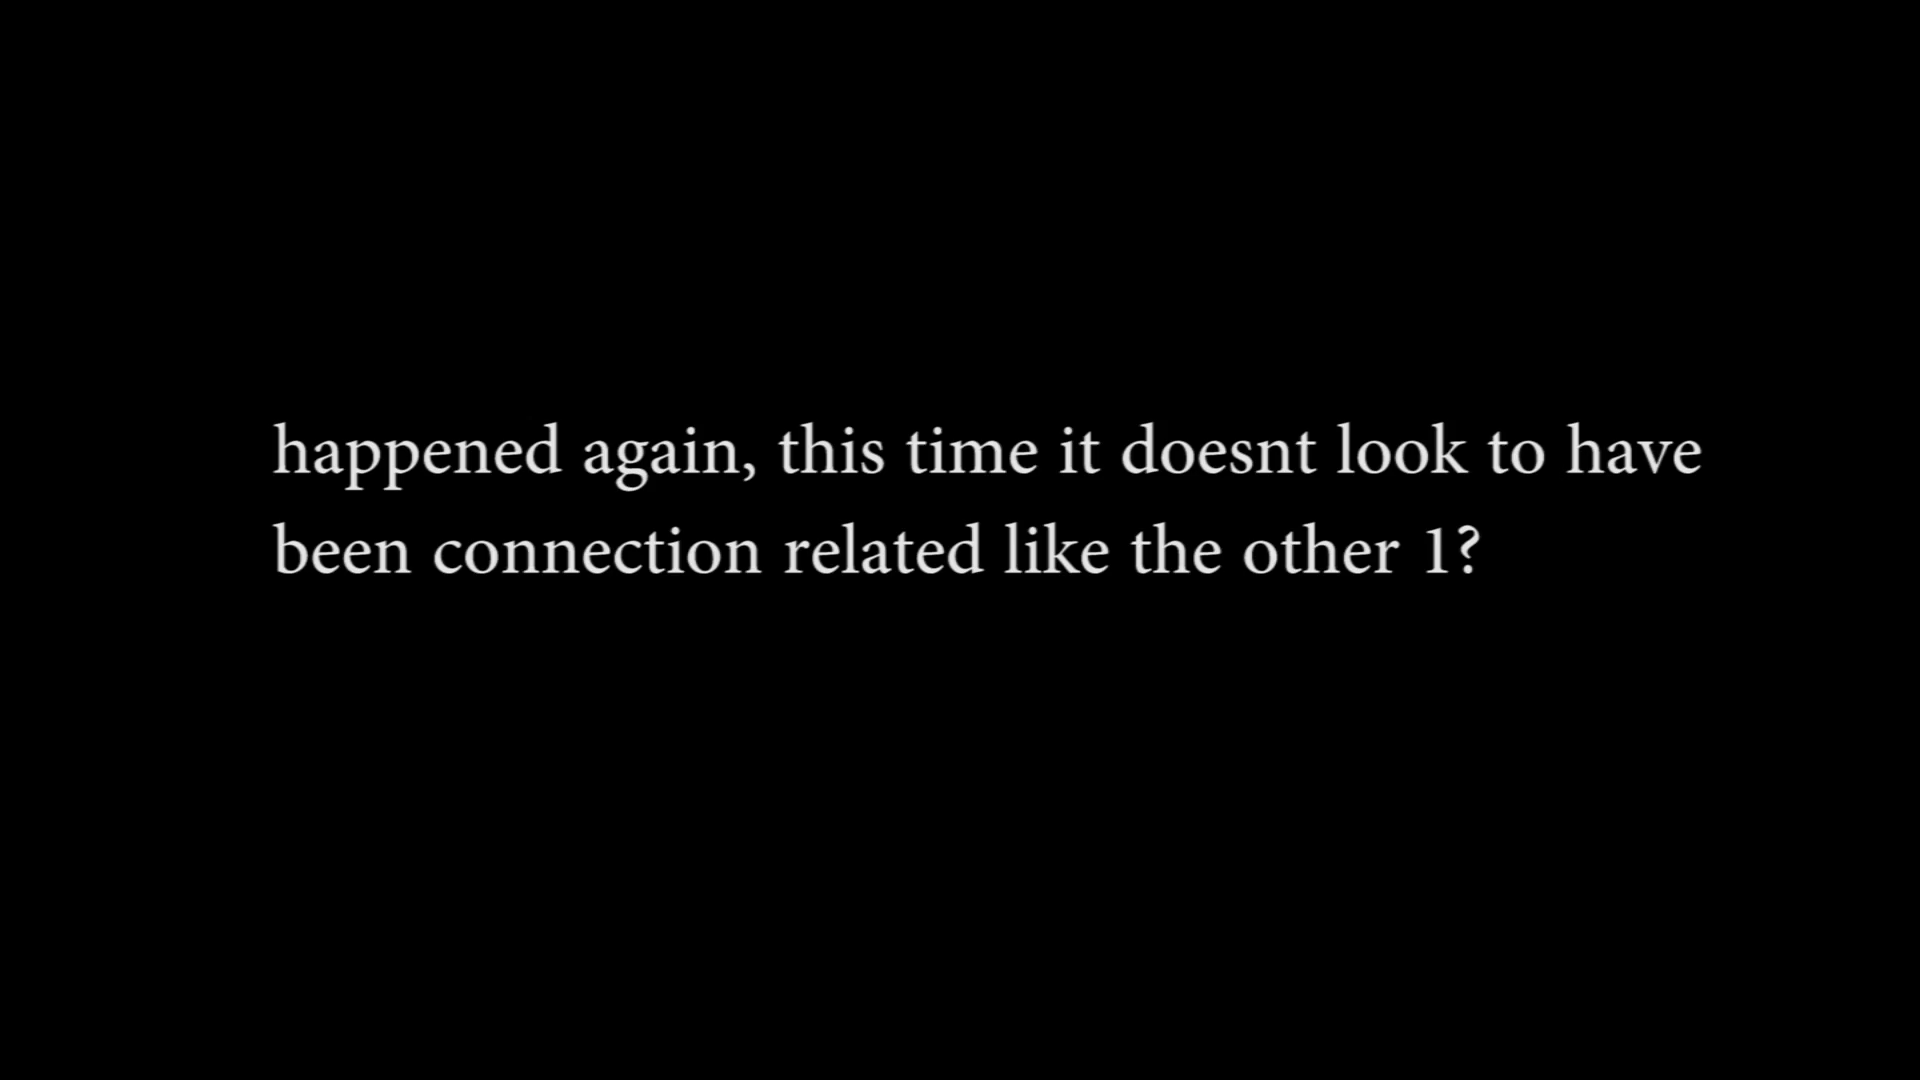 happened again, this time it doesnt look to have
been connection related like the other 1?